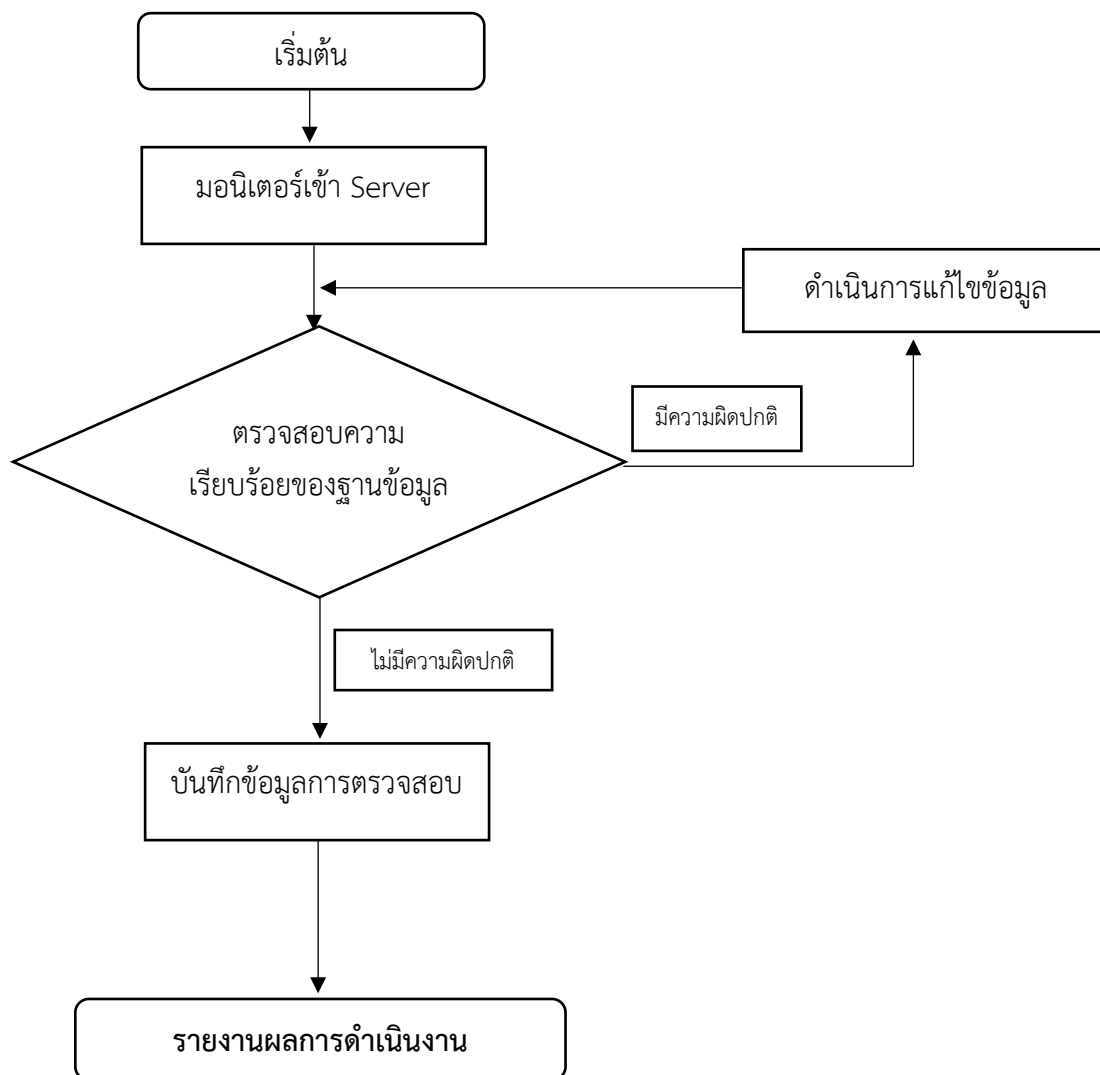 เริ่มต้น
มอนิเตอร์เข้า Server
ดำเนินการแก้ไขข้อมูล
มีความผิดปกติ
ตรวจสอบความ
เรียบร้อยของฐานข้อมูล
ไม่มีความผิดปกติ
บันทึกข้อมูลการตรวจสอบ
รายงานผลการดำเนินงาน